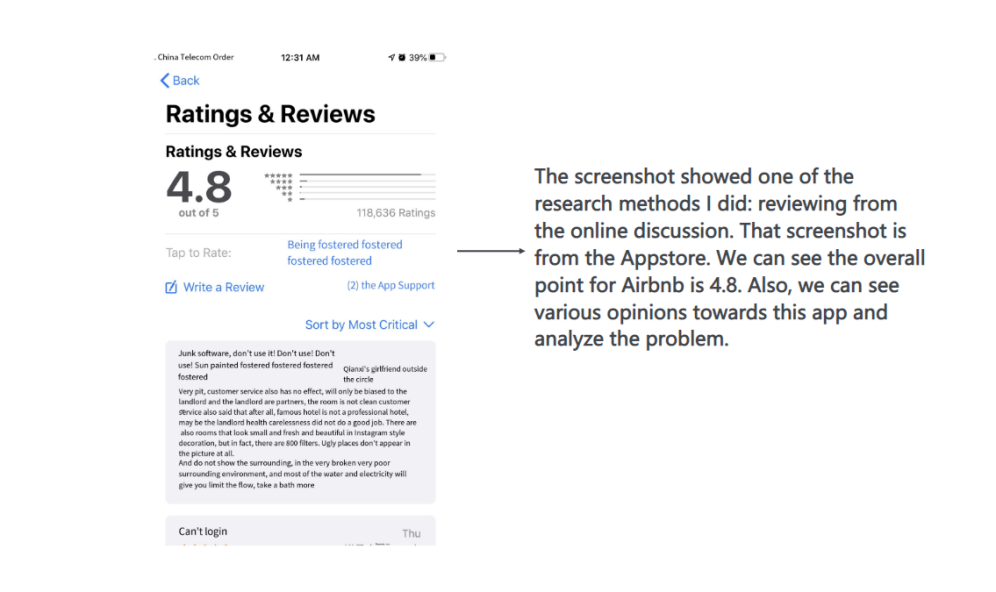 . China Telecom Order
12:31 AM
39%
Back
Ratings & Reviews
Ratings & Reviews
4.8
out of 5
118,636 Ratings
Tap to Rate:
Being fostered fostered
fostered fostered
Write a Review
(2) the App Support
Sort by Most Critical
Junk software, don't use it! Don't use! Don't
use! Sun painted fostered fostered fostered
fostered
Qianxi's girlfriend outside
the circle
Very pit, customer service also has no effect, will only be biased to the
landlord and the landlord are partners, the room is not clean customer
service also said that after all, famous hotel is not a professional hotel,
may be the landlord health carelessness did not do a good job. There are
also rooms that look small and fresh and beautiful in Instagram style
decoration, but in fact, there are 800 filters. Ugly places don't appear in
the picture at all.
And do not show the surrounding, in the very broken very poor
surrounding environment, and most of the water and electricity will
give you limit the flow, take a bath more
Can't login
Thu
The screenshot showed one of the
research methods I did: reviewing from
the online discussion. That screenshot is
from the Appstore. We can see the overall
point for Airbnb is 4.8. Also, we can see
various opinions towards this app and
analyze the problem.